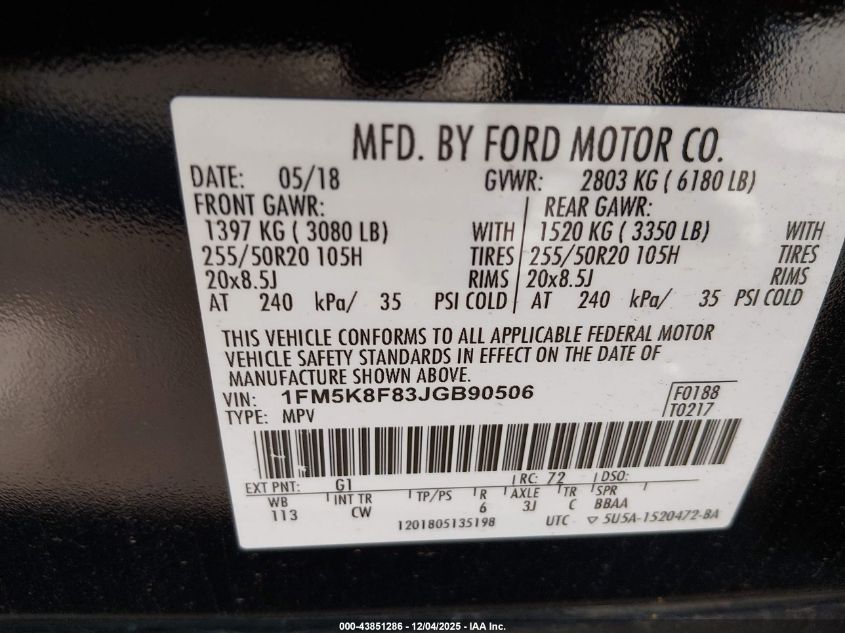 MFD. BY FORD MOTOR CO.
DATE: 05/18 GVWR: 2803 KG ( 6180 LB)
FRONT GAWR: REAR GAWR:
1397 KG ( 3080 LB) WITH 1520 KG ( 3350 LB) WITH
255/50R20 105H TIRES 255/50R20 105H TIRES
20x8.5J RIMS 20x8.5J RIMS
AT 240 kPa/ 35 PSI COLD AT 240 kPa/ 35 PSI COLD
THIS VEHICLE CONFORMS TO ALL APPLICABLE FEDERAL MOTOR
VEHICLE SAFETY STANDARDS IN EFFECT ON THE DATE OF
MANUFACTURE SHOWN ABOVE.
VIN: 1FM5K8F83JGB90506 F0188
TYPE: MPV T0217
EXT PNT: G1 RC: 72 DSO:
WB INT TR TP/PS R AXLE TR SPR
113 CW 6 3J C BBAA
1201805135198 UTC ▽ 5U5A-1520472-BA
000-43851286 - 12/04/2025 - IAA Inc.